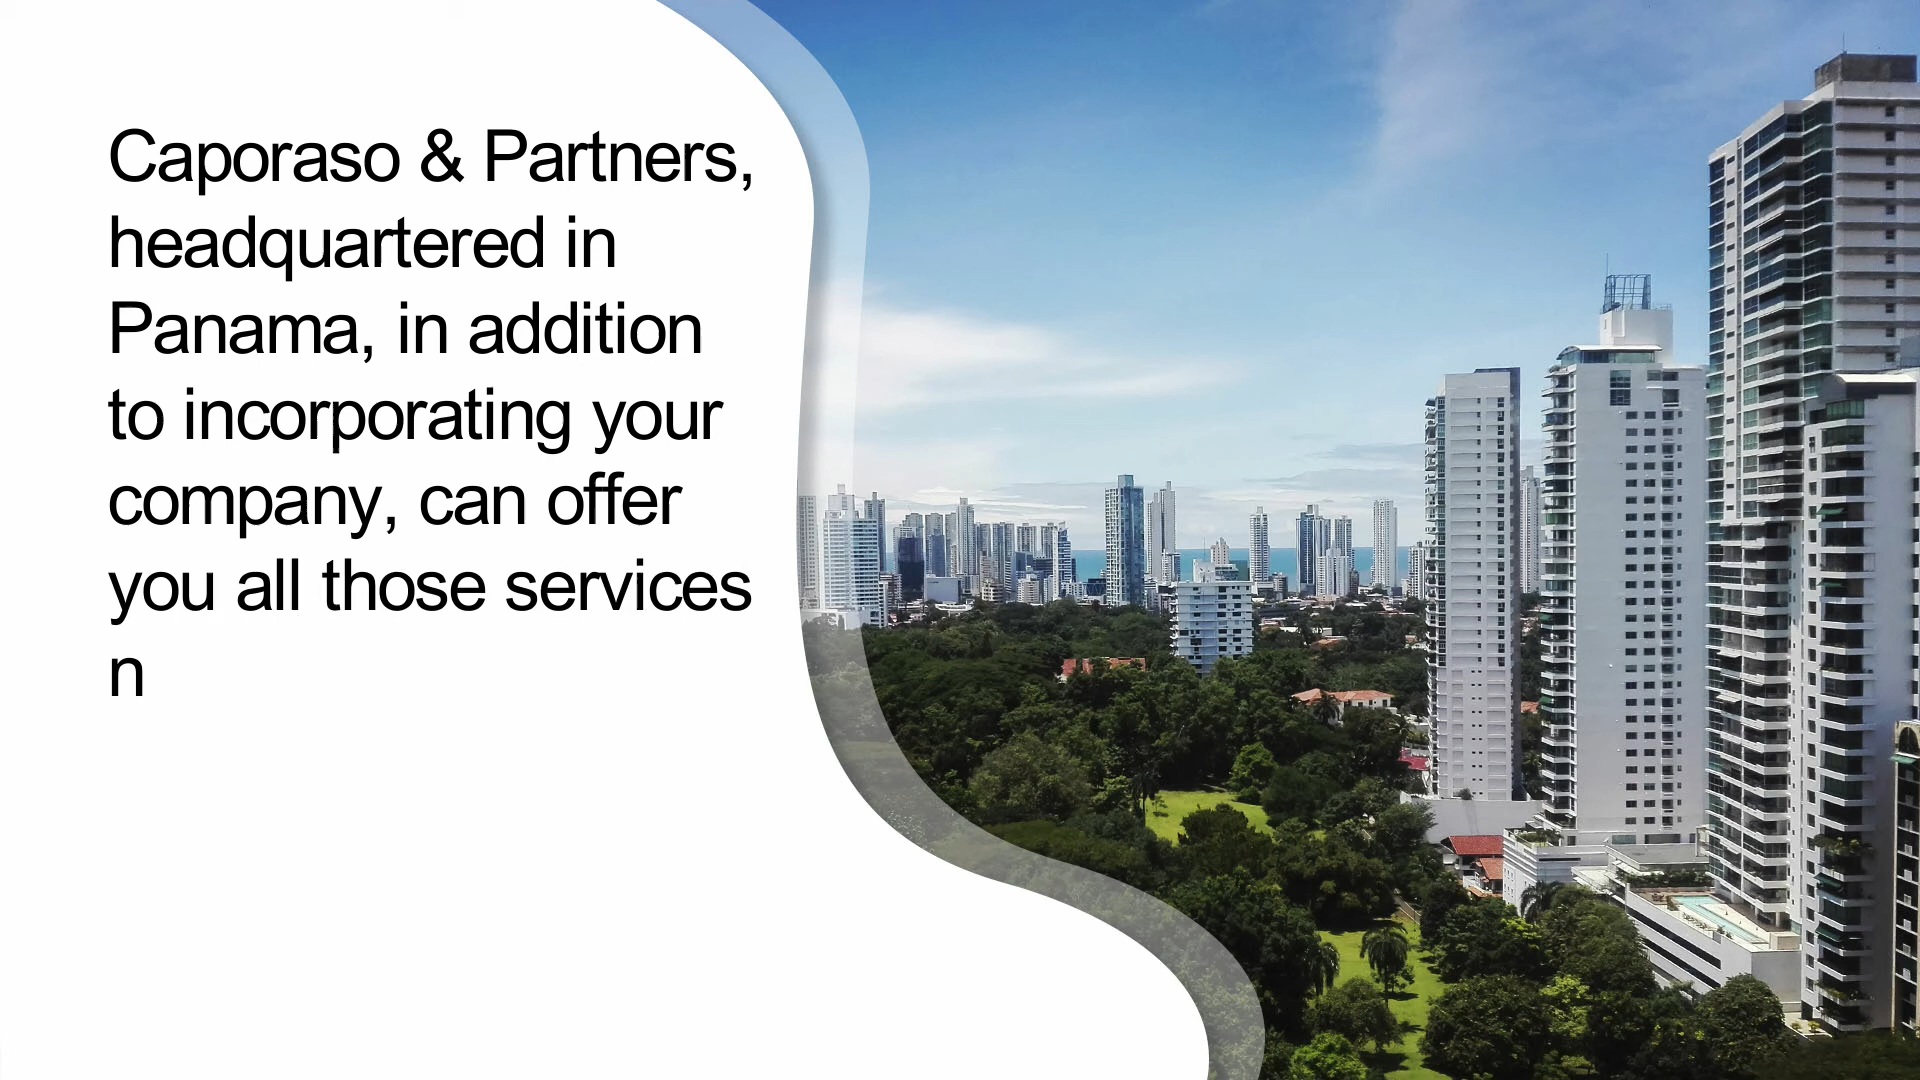 Caporaso & Partners,
headquartered in
Panama, in addition
to incorporating your
company, can offer
you all those services
n